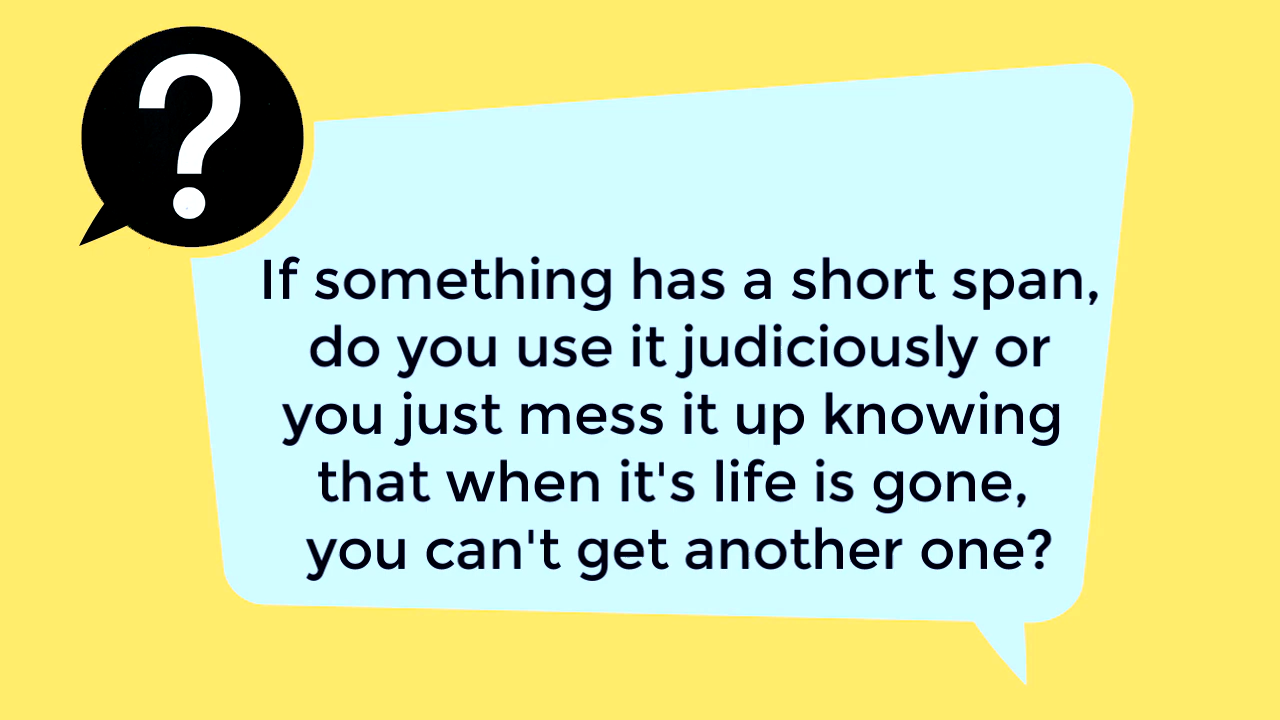 ?
If something has a short span,
do you use it judiciously or
you just mess it up knowing
that when it's life is gone,
you can't get another one?